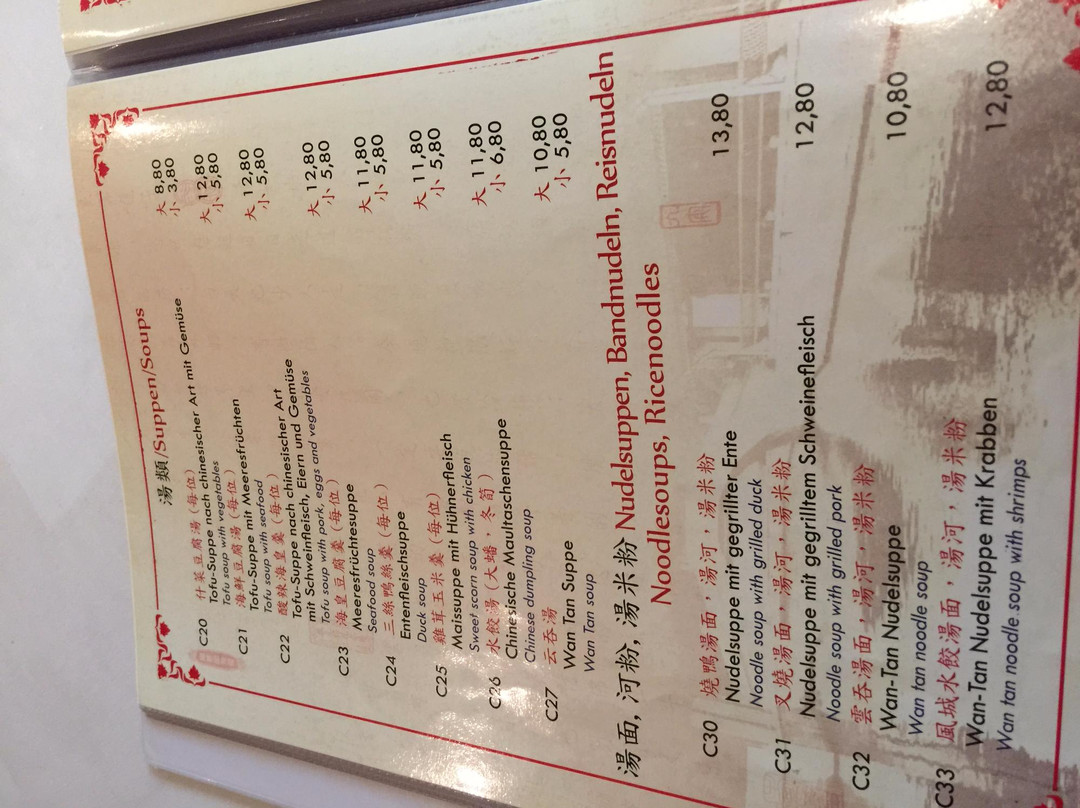 湯類/Suppen/Soups
C20 什菜豆腐湯(每位) 大 8,80
Tofu-Suppe nach chinesischer Art mit Gemüse 小 3,80
Tofu soup with vegetables
C21 海鮮豆腐湯(每位) 大 12,80
Tofu-Suppe mit Meeresfrüchten 小 5,80
Tofu soup with seafood
C22 酸辣海皇羹(每位) 大 12,80
Tofu-Suppe nach chinesischer Art 小 5,80
mit Schweinfleisch, Eiern und Gemüse
Tofu soup with pork, eggs and vegetables
C23 海皇豆腐羹(每位) 大 12,80
Meeresfrüchtesuppe 小 5,80
Seafood soup
C24 三絲鴨絲羹(每位) 大 11,80
Entenfleischsuppe 小 5,80
Duck soup
C25 雞茸玉米羹(每位) 大 11,80
Maissuppe mit Hühnerfleisch 小 5,80
Sweet scorn soup with chicken
C26 水餃湯(大蟠,冬筍) 大 11,80
Chinesische Maultaschensuppe 小 6,80
Chinese dumpling soup
C27 云吞湯 大 10,80
Wan Tan Suppe 小 5,80
Wan Tan soup
湯面,河粉,湯米粉 Nudelsuppen, Bandnudeln, Reisnudeln
Noodlesoups, Ricenoodles
C30 燒鴨湯面,湯河,湯米粉 13,80
Nudelsuppe mit gegrillter Ente
Noodle soup with grilled duck
C31 叉燒湯面,湯河,湯米粉 12,80
Nudelsuppe mit gegrilltem Schweinefleisch
Noodle soup with grilled pork
C32 雲吞湯面,湯河,湯米粉 10,80
Wan-Tan Nudelsuppe
Wan tan noodle soup
C33 風城水餃湯面,湯河,湯米粉 12,80
Wan-Tan Nudelsuppe mit Krabben
Wan tan noodle soup with shrimps